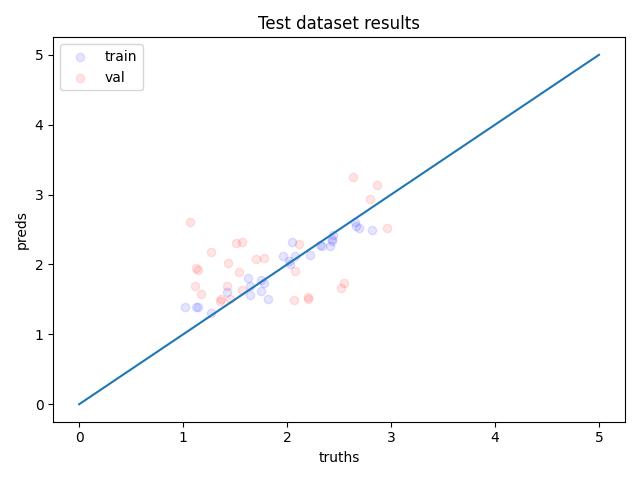 Test dataset results
train
val
5
4
3
2
1
0
preds
0 1 2 3 4 5
truths